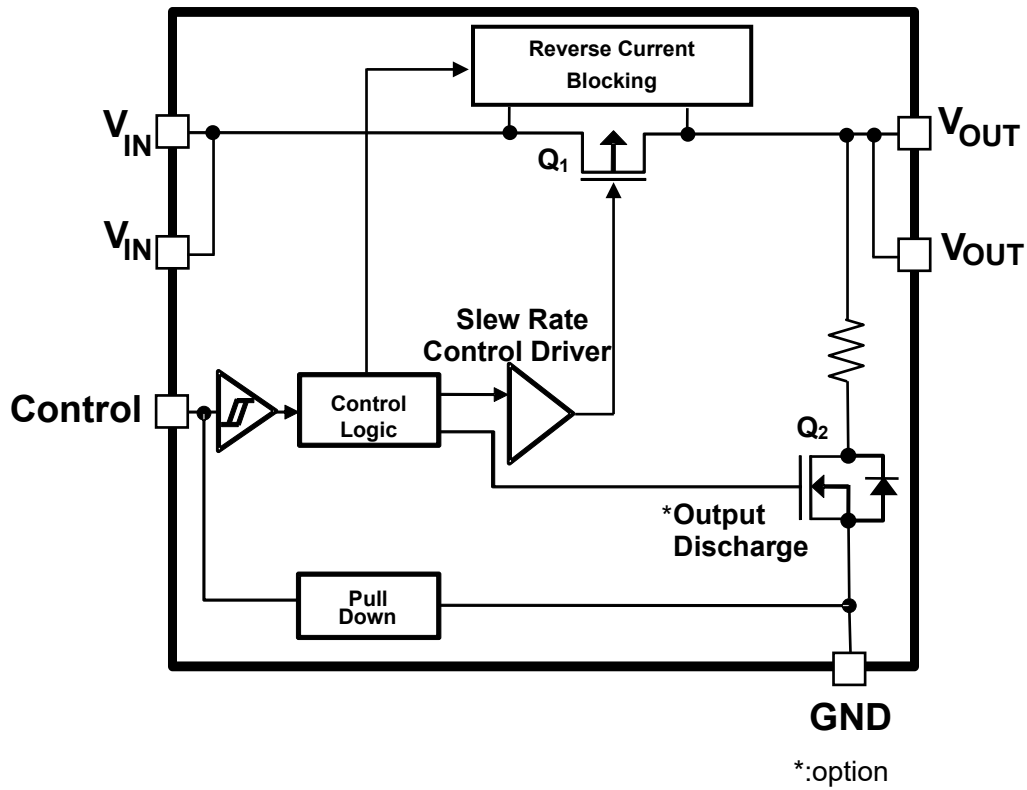 Reverse Current
Blocking
VIN
VOUT
Q1
VIN
VOUT
Slew Rate
Control Driver
Control
Control
Logic
Q2
*Output
Discharge
Pull
Down
GND
*:option